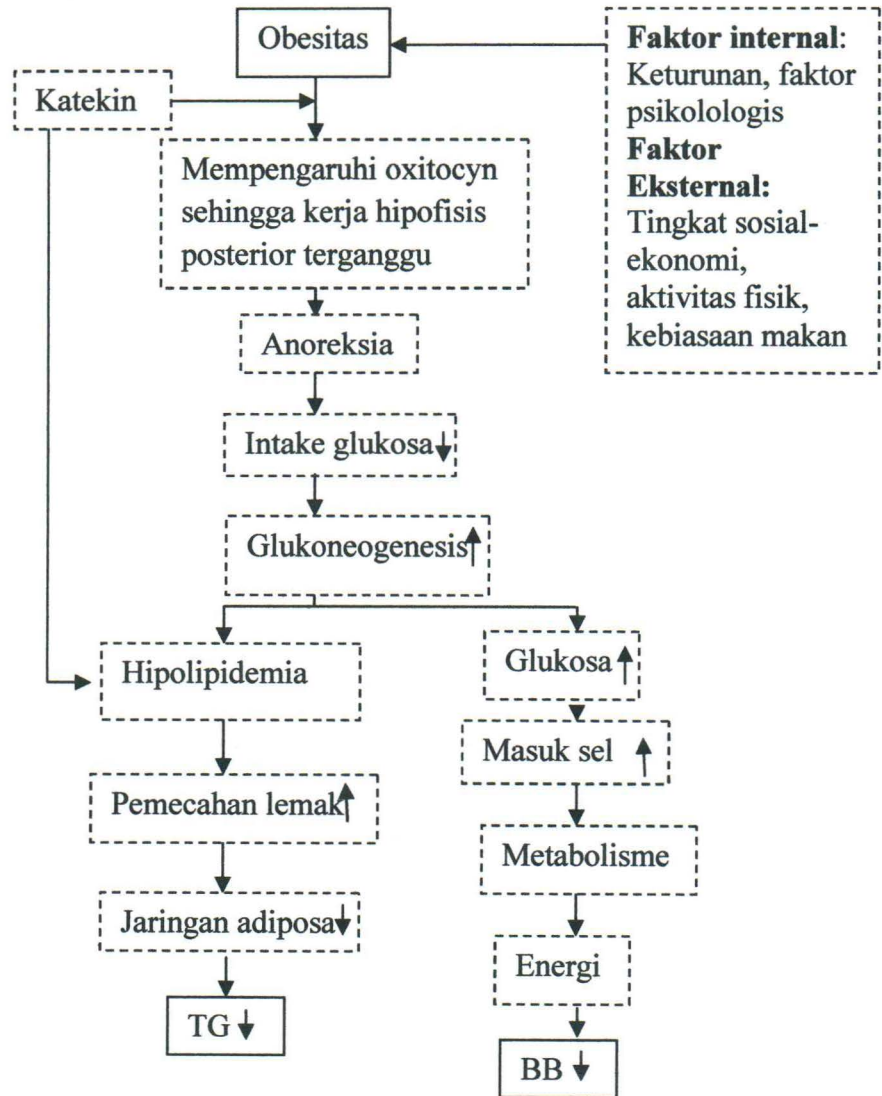 Obesitas
Faktor internal:
Keturunan, faktor
psikolologis
Faktor
Eksternal:
Tingkat sosial-
ekonomi,
aktivitas fisik,
kebiasaan makan
Katekin
Mempengaruhi oxitocyn
sehingga kerja hipofisis
posterior terganggu
Anoreksia
Intake glukosa↓
Glukoneogenesis↑
Hipolipidemia
Glukosa↑
Masuk sel ↑
Pemecahan lemak↑
Metabolisme
Jaringan adiposa↓
Energi
TG ↓
BB ↓